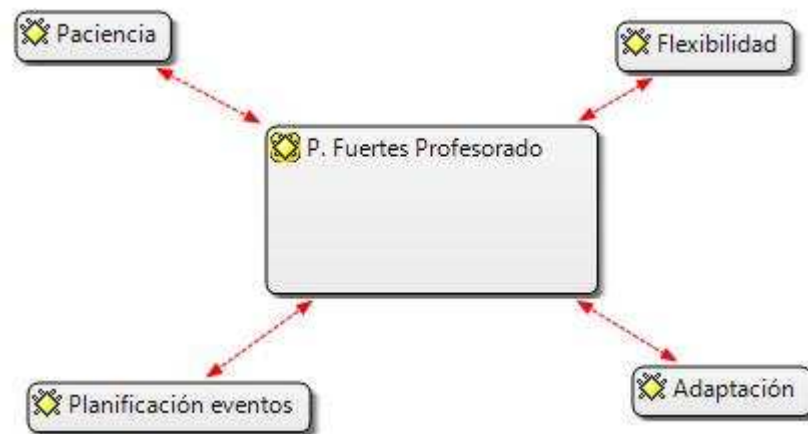 Paciencia
Flexibilidad
P. Fuertes Profesorado
Planificación eventos
Adaptación